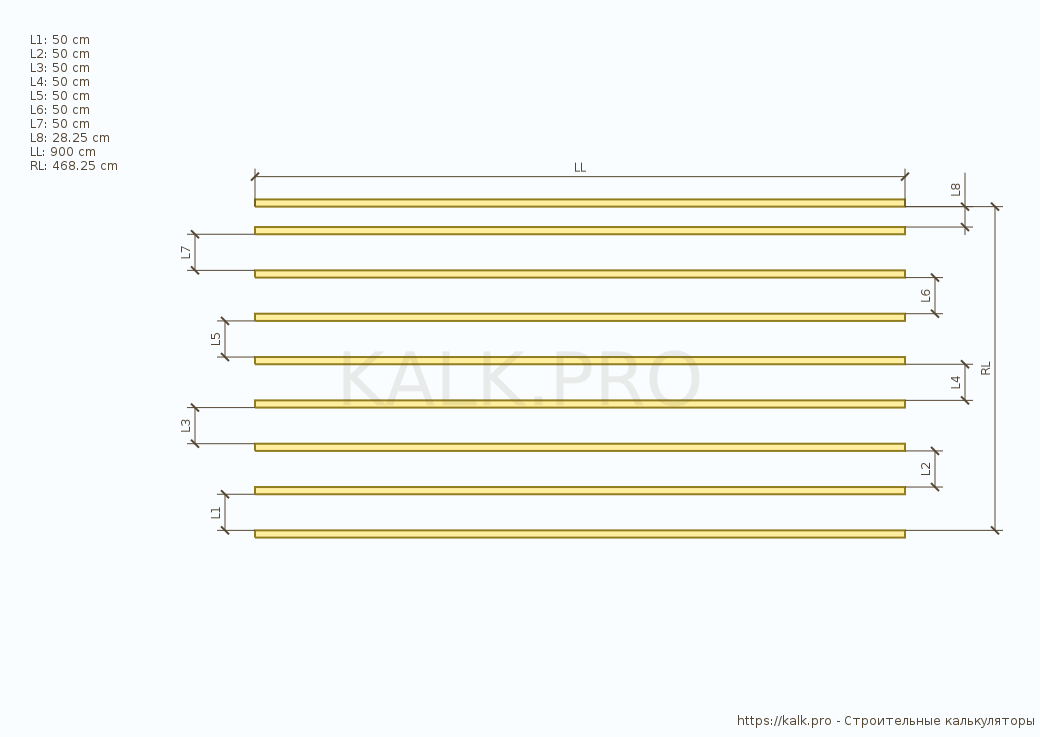 L1: 50 cm
L2: 50 cm
L3: 50 cm
L4: 50 cm
L5: 50 cm
L6: 50 cm
L7: 50 cm
L8: 28.25 cm
LL: 900 cm
RL: 468.25 cm
LL
L8
L7
L6
L5
RL
L4
KALK.PRO
L3
L2
L1
https://kalk.pro - Строительные калькуляторы